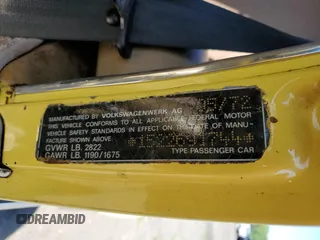 05/72
MANUFACTURED BY VOLKSWAGENWERK AG
THIS VEHICLE CONFORMS TO ALL APPLICABLE FEDERAL MOTOR
VEHICLE SAFETY STANDARDS IN EFFECT ON THE DATE OF MANU-
FACTURE SHOWN ABOVE.
GVWR LB. 2822
GAWR LB. 1190/1675
TYPE PASSENGER CAR
DREAMBID